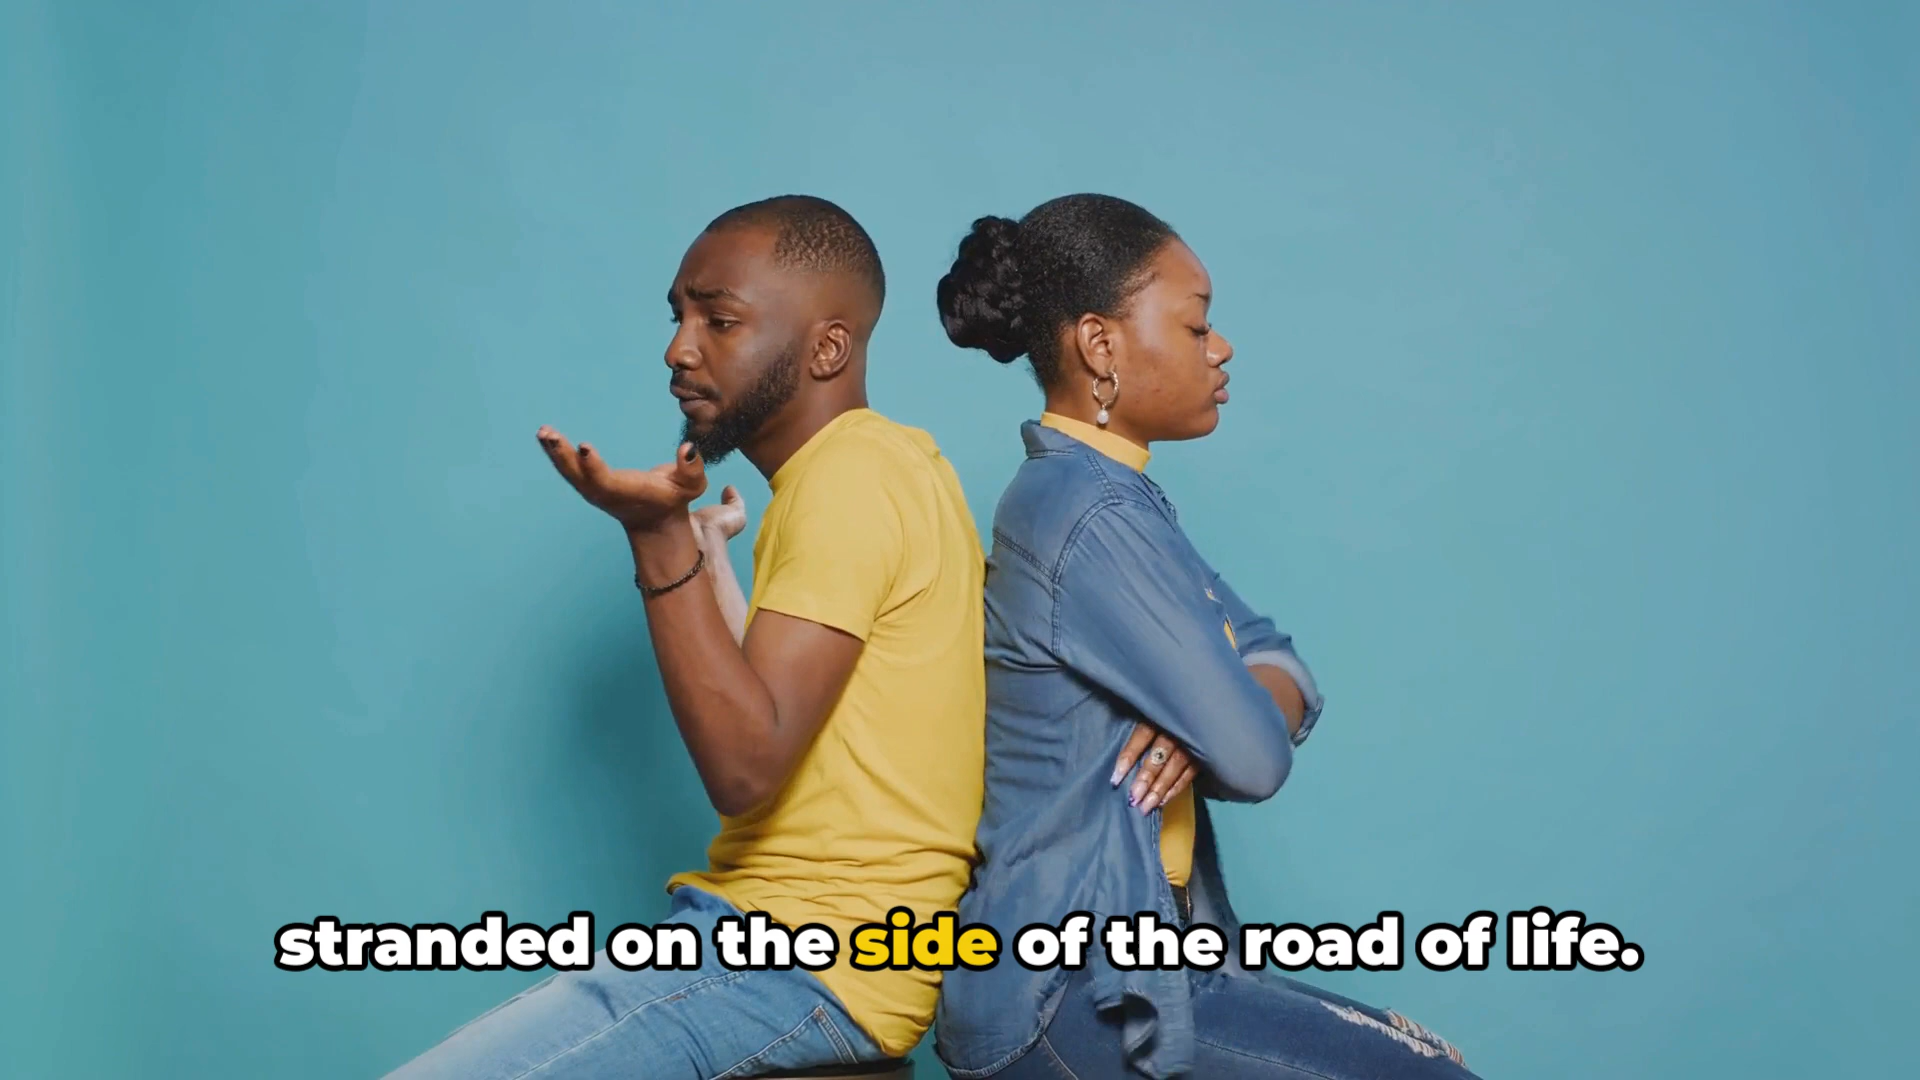 stranded on the side of the road of life.